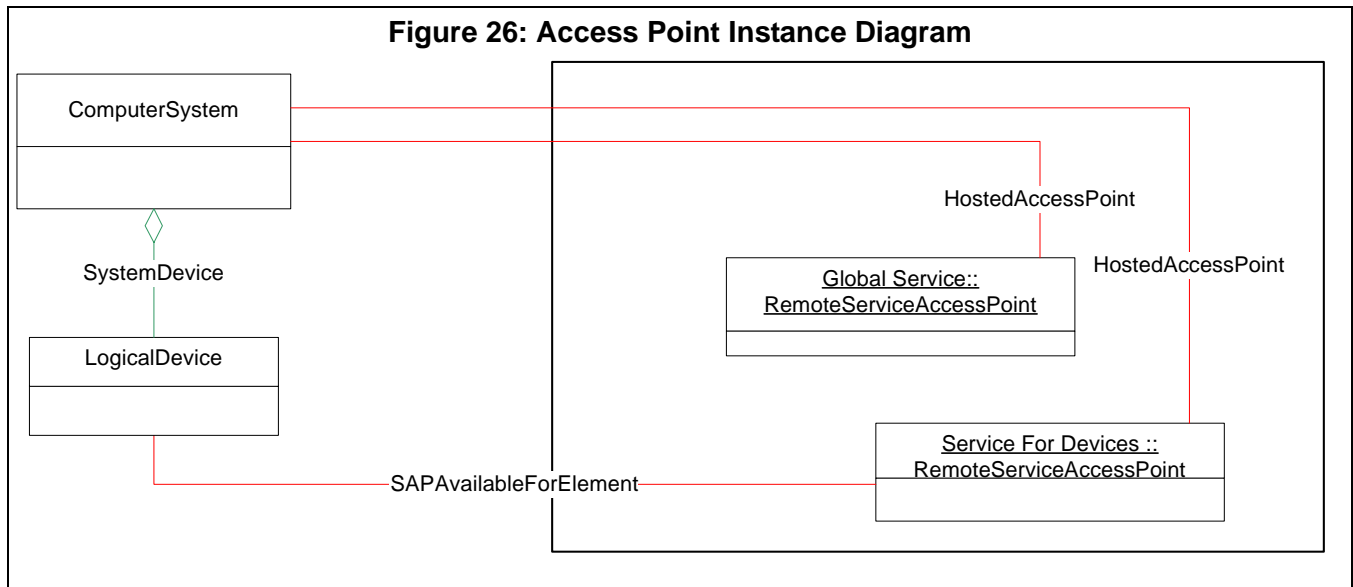 Figure 26: Access Point Instance Diagram
ComputerSystem
HostedAccessPoint
SystemDevice
HostedAccessPoint
Global Service::
RemoteServiceAccessPoint
LogicalDevice
Service For Devices ::
RemoteServiceAccessPoint
SAPAvailableForElement